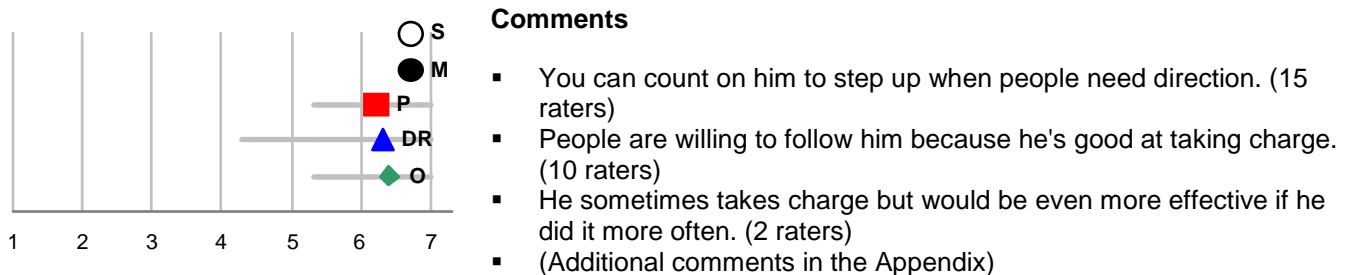 S
M
P
DR
O
1 2 3 4 5 6 7
Comments
▪ You can count on him to step up when people need direction. (15
raters)
▪ People are willing to follow him because he's good at taking charge.
(10 raters)
▪ He sometimes takes charge but would be even more effective if he
did it more often. (2 raters)
▪ (Additional comments in the Appendix)